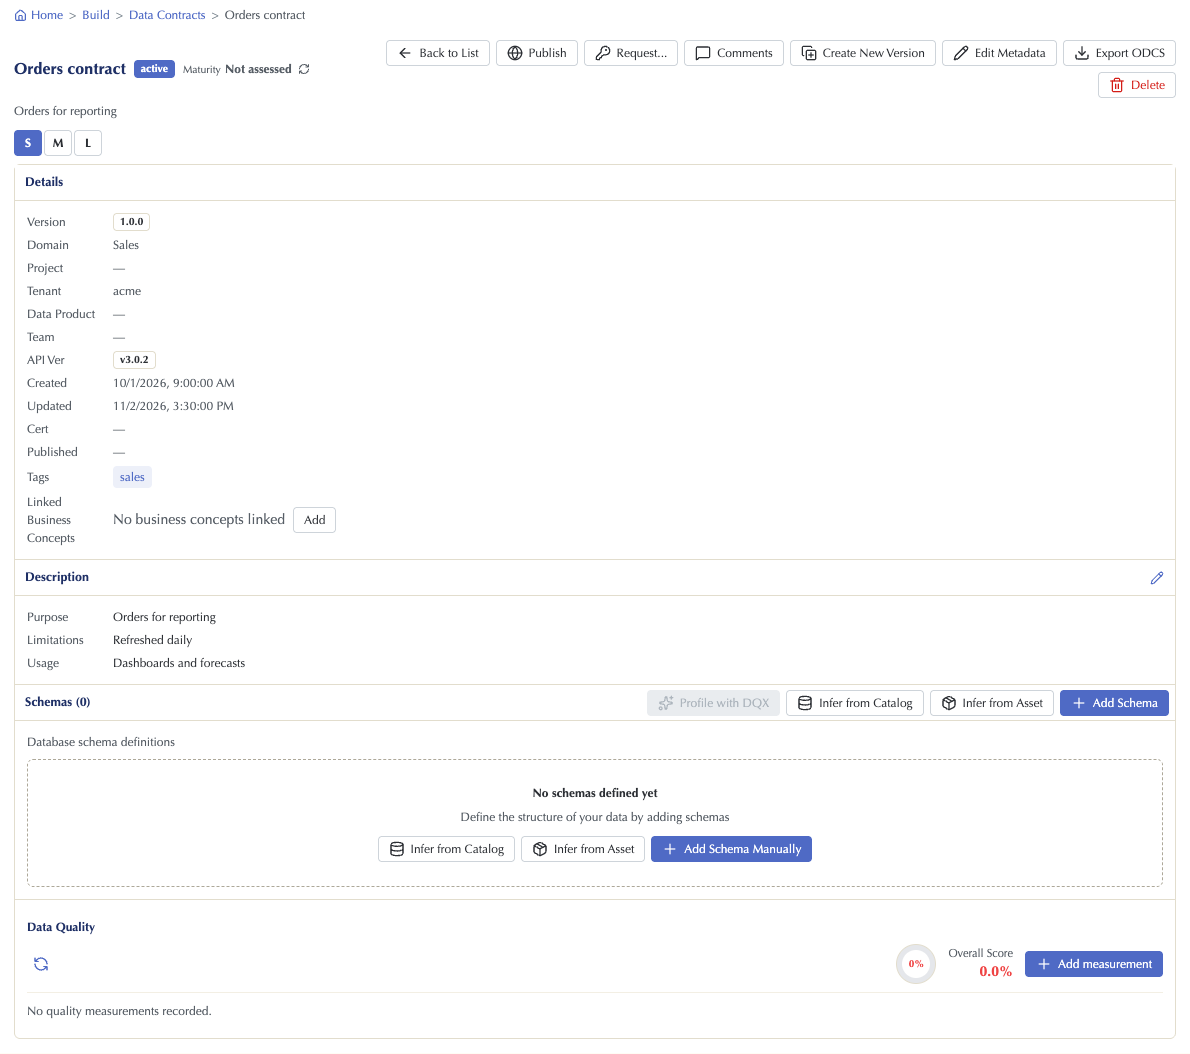 Home > Build > Data Contracts > Orders contract
Orders contract active Maturity Not assessed
Back to List Publish Request... Comments Create New Version Edit Metadata Export ODCS
Delete
Orders for reporting
S M L
Details
Version 1.0.0
Domain Sales
Project —
Tenant acme
Data Product —
Team —
API Ver v3.0.2
Created 10/1/2026, 9:00:00 AM
Updated 11/2/2026, 3:30:00 PM
Cert —
Published —
Tags sales
Linked
Business
Concepts
No business concepts linked Add
Description
Purpose Orders for reporting
Limitations Refreshed daily
Usage Dashboards and forecasts
Schemas (0) Profile with DQX Infer from Catalog Infer from Asset Add Schema
Database schema definitions
No schemas defined yet
Define the structure of your data by adding schemas
Infer from Catalog Infer from Asset Add Schema Manually
Data Quality
0% Overall Score
0.0%
Add measurement
No quality measurements recorded.